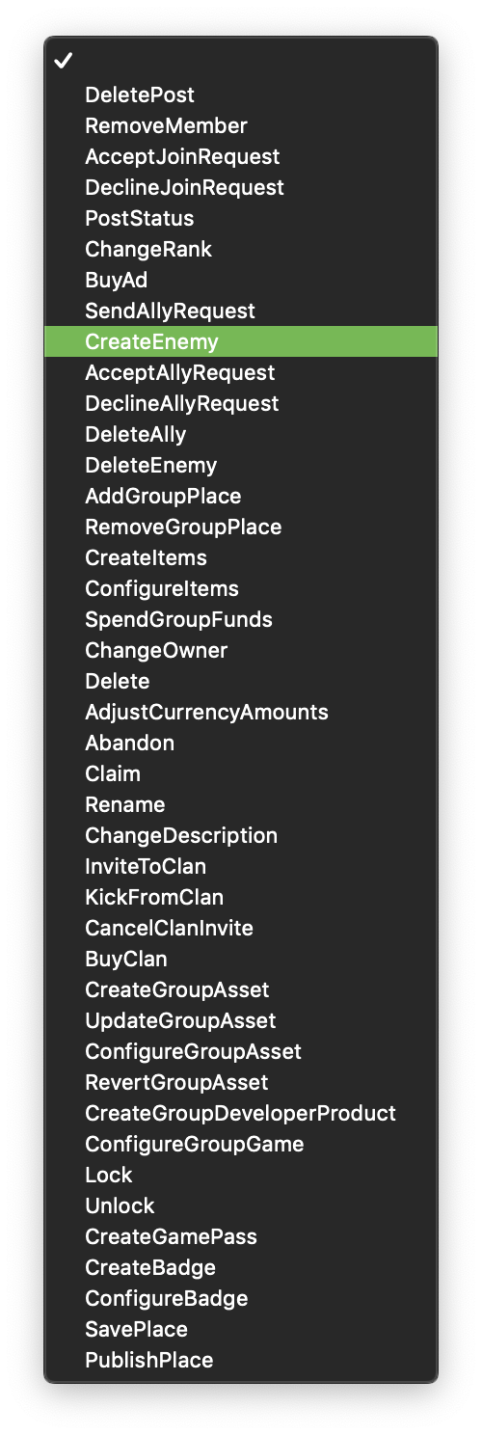 DeletePost
RemoveMember
AcceptJoinRequest
DeclineJoinRequest
PostStatus
ChangeRank
BuyAd
SendAllyRequest
CreateEnemy
AcceptAllyRequest
DeclineAllyRequest
DeleteAlly
DeleteEnemy
AddGroupPlace
RemoveGroupPlace
CreateItems
ConfigureItems
SpendGroupFunds
ChangeOwner
Delete
AdjustCurrencyAmounts
Abandon
Claim
Rename
ChangeDescription
InviteToClan
KickFromClan
CancelClanInvite
BuyClan
CreateGroupAsset
UpdateGroupAsset
ConfigureGroupAsset
RevertGroupAsset
CreateGroupDeveloperProduct
ConfigureGroupGame
Lock
Unlock
CreateGamePass
CreateBadge
ConfigureBadge
SavePlace
PublishPlace